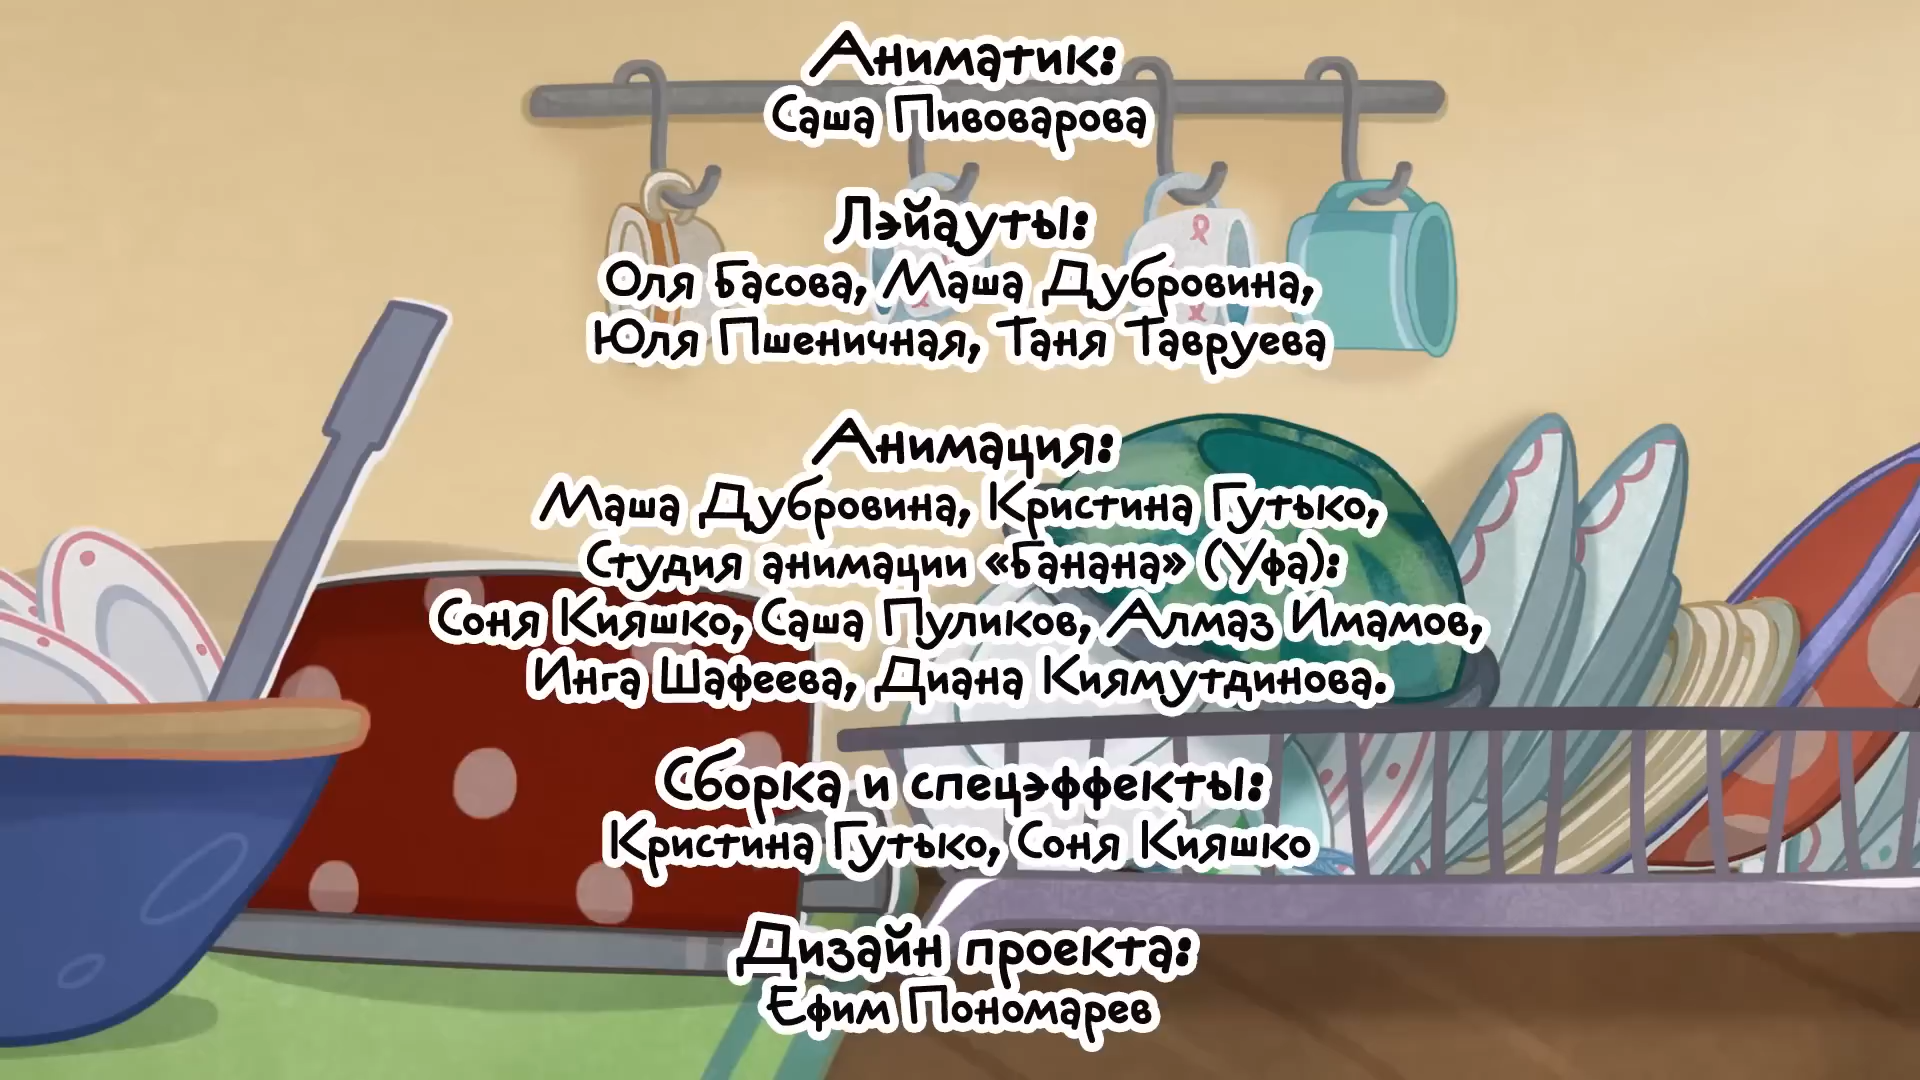 Аниматик:
Саша Пивоварова
Лэйауты:
Оля Басова, Маша Дубровина,
Юля Пшеничная, Таня Тавруева
Анимация:
Маша Дубровина, Кристина Гутько,
Студия анимации «Банана» (Уфа):
Соня Кияшко, Саша Пуликов, Алмаз Имамов,
Инга Шафеева, Диана Киямутдинова.
Сборка и спецэффекты:
Кристина Гутько, Соня Кияшко
Дизайн проекта:
Ефим Пономарев